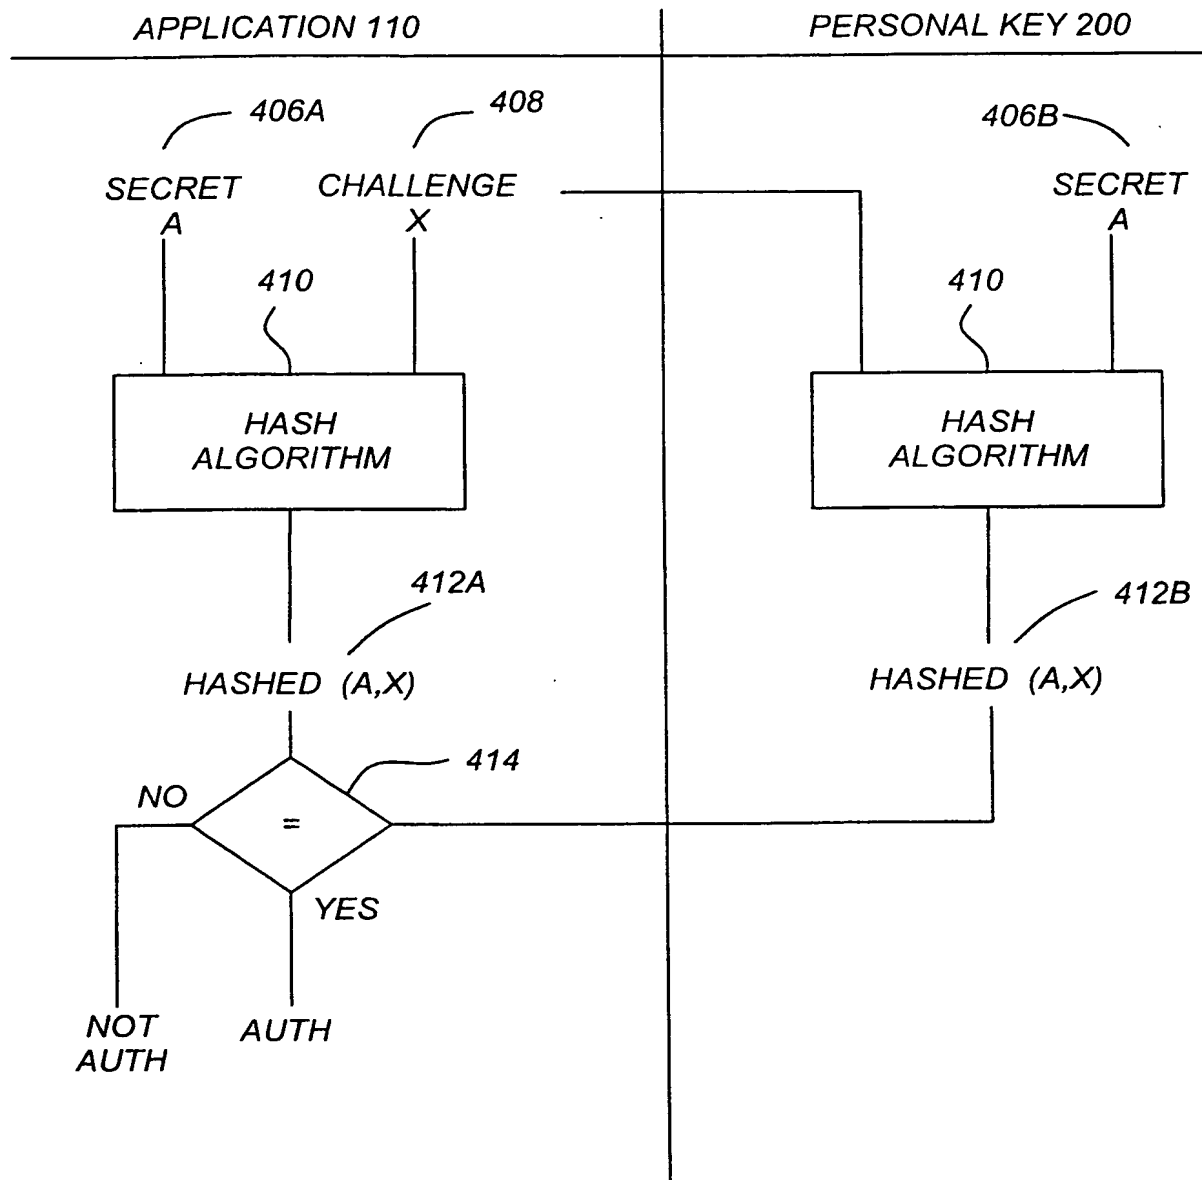 APPLICATION 110
PERSONAL KEY 200
406A
408
406B
SECRET
A
CHALLENGE
X
SECRET
A
410
410
HASH
ALGORITHM
HASH
ALGORITHM
412A
412B
HASHED (A,X)
HASHED (A,X)
414
NO
=
YES
NOT
AUTH
AUTH